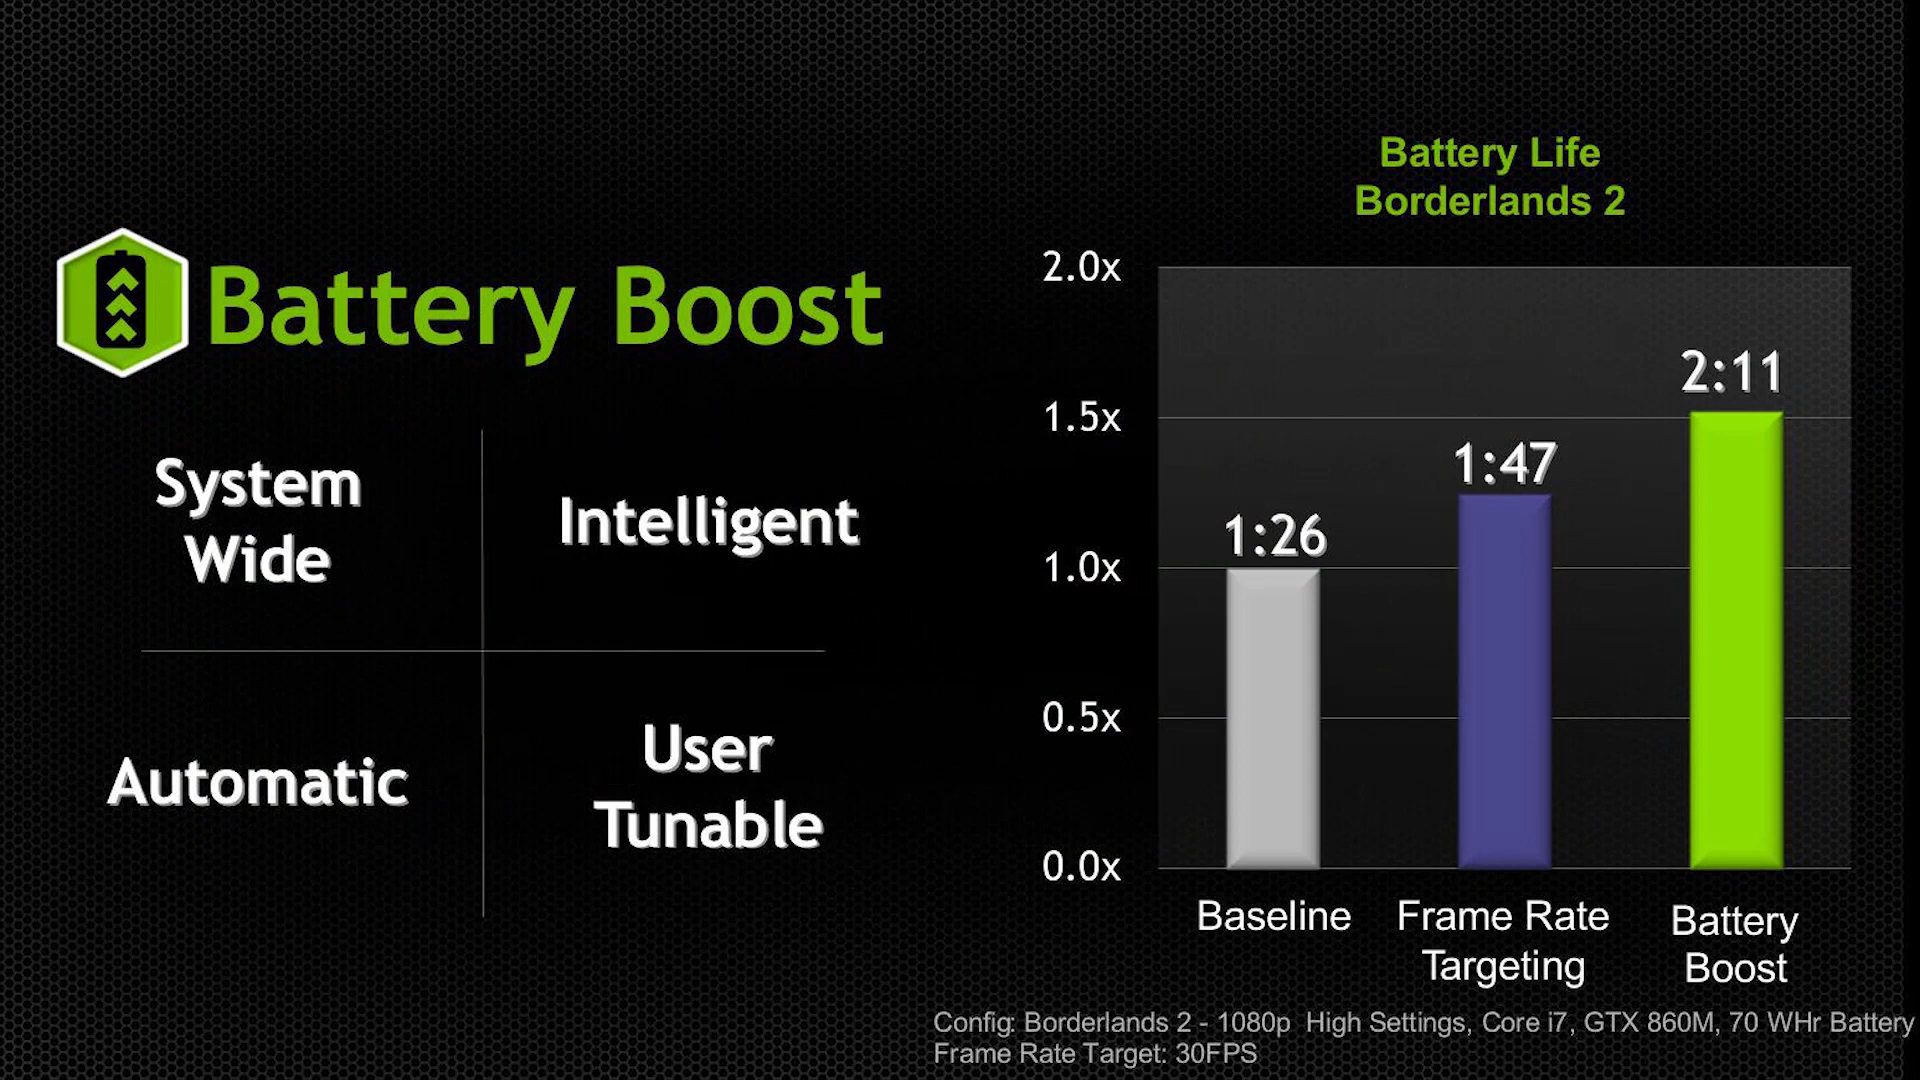 Battery Boost
System
Wide
Intelligent
Automatic
User
Tunable
Battery Life
Borderlands 2
2.0x
1.5x
1.0x
0.5x
0.0x
1:26
1:47
2:11
Baseline
Frame Rate
Targeting
Battery
Boost
Config: Borderlands 2 - 1080p High Settings, Core i7, GTX 860M, 70 WHr Battery
Frame Rate Target: 30FPS